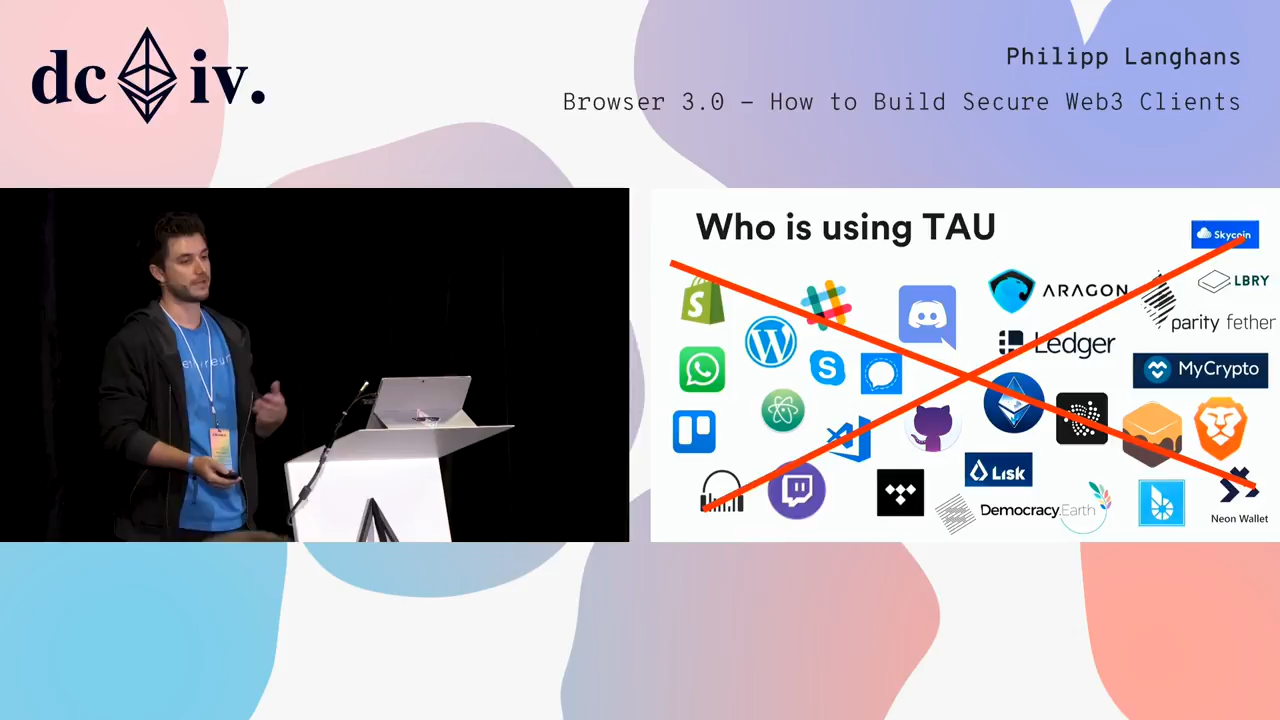 dc iv.
Philipp Langhans
Browser 3.0 – How to Build Secure Web3 Clients
Who is using TAU
Skycoin
LBRY
ARAGON
parity fether
Ledger
MyCrypto
LISK
Democracy.Earth
Neon Wallet
ethereum